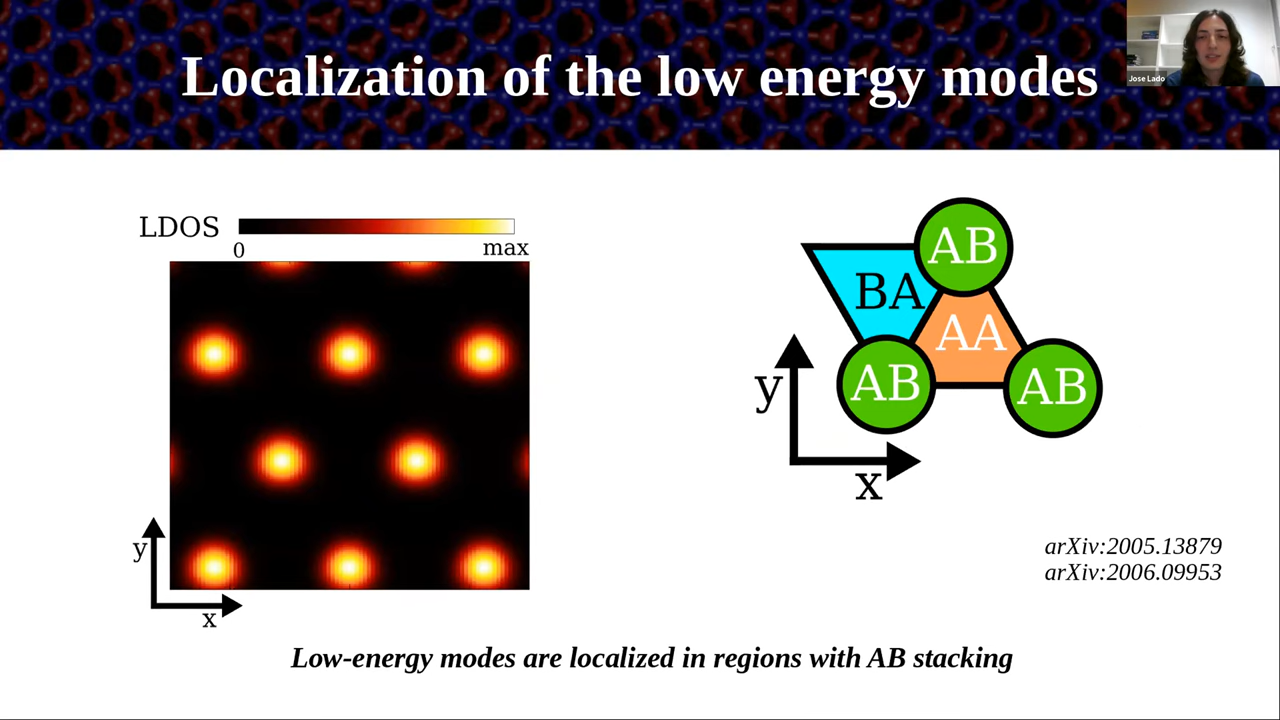 Localization of the low energy modes
Jose Lado
LDOS
0
max
y
x
AB
BA
AA
AB
AB
y
x
arXiv:2005.13879
arXiv:2006.09953
Low-energy modes are localized in regions with AB stacking